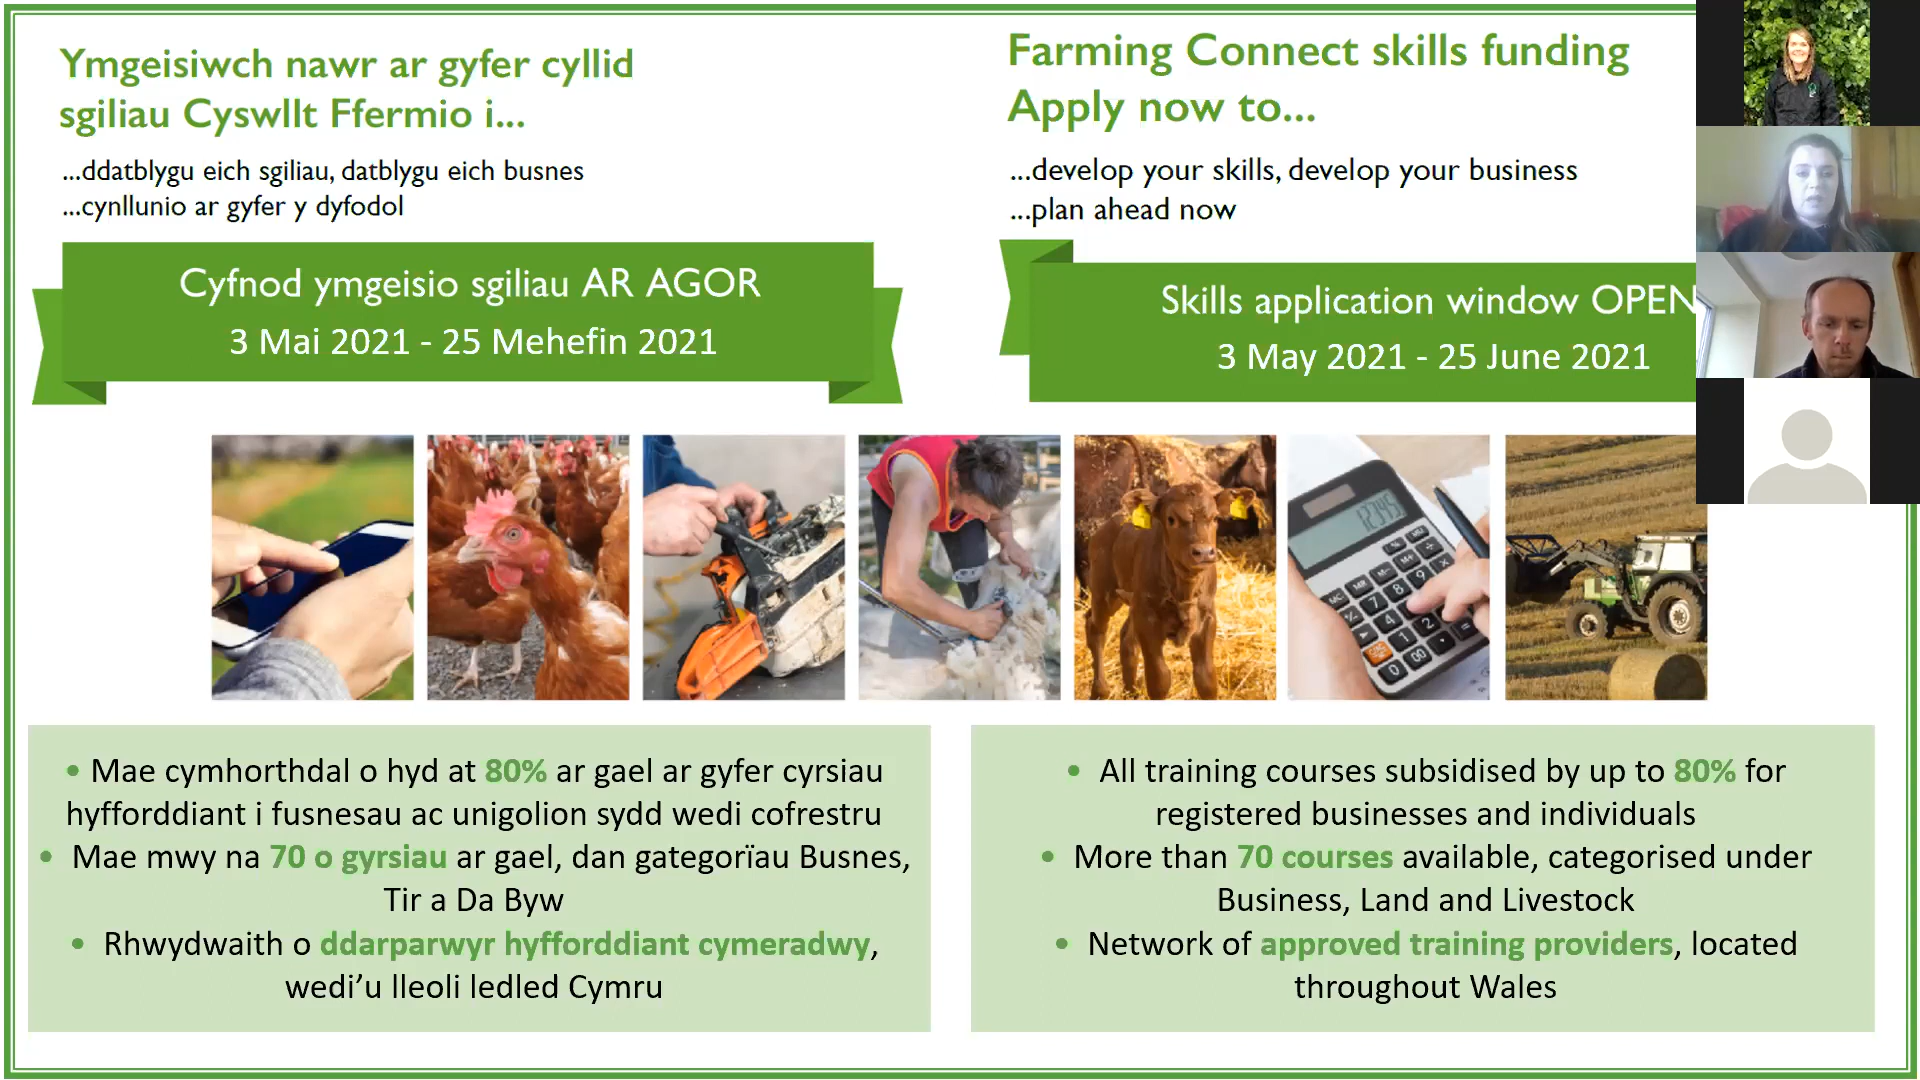 Ymgeisiwch nawr ar gyfer cyllid
sgiliau Cyswllt Ffermio i...
...ddatblygu eich sgiliau, datblygu eich busnes
...cynllunio ar gyfer y dyfodol
Cyfnod ymgeisio sgiliau AR AGOR
3 Mai 2021 - 25 Mehefin 2021
Farming Connect skills funding
Apply now to...
...develop your skills, develop your business
...plan ahead now
Skills application window OPEN
3 May 2021 - 25 June 2021
• Mae cymhorthdal o hyd at 80% ar gael ar gyfer cyrsiau
hyfforddiant i fusnesau ac unigolion sydd wedi cofrestru
• Mae mwy na 70 o gyrsiau ar gael, dan gategorïau Busnes,
Tir a Da Byw
• Rhwydwaith o ddarparwyr hyfforddiant cymeradwy,
wedi’u lleoli ledled Cymru
• All training courses subsidised by up to 80% for
registered businesses and individuals
• More than 70 courses available, categorised under
Business, Land and Livestock
• Network of approved training providers, located
throughout Wales